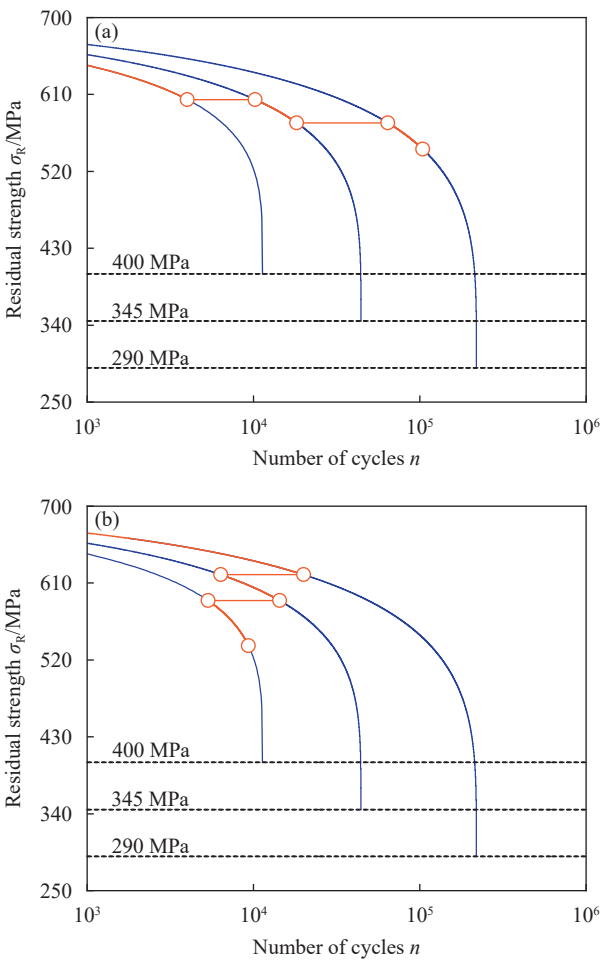 (a)
Residual strength σR/MPa
700
610
520
430
340
250
400 MPa
345 MPa
290 MPa
10³ 10⁴ 10⁵ 10⁶
Number of cycles n
(b)
Residual strength σR/MPa
700
610
520
430
340
250
400 MPa
345 MPa
290 MPa
10³ 10⁴ 10⁵ 10⁶
Number of cycles n